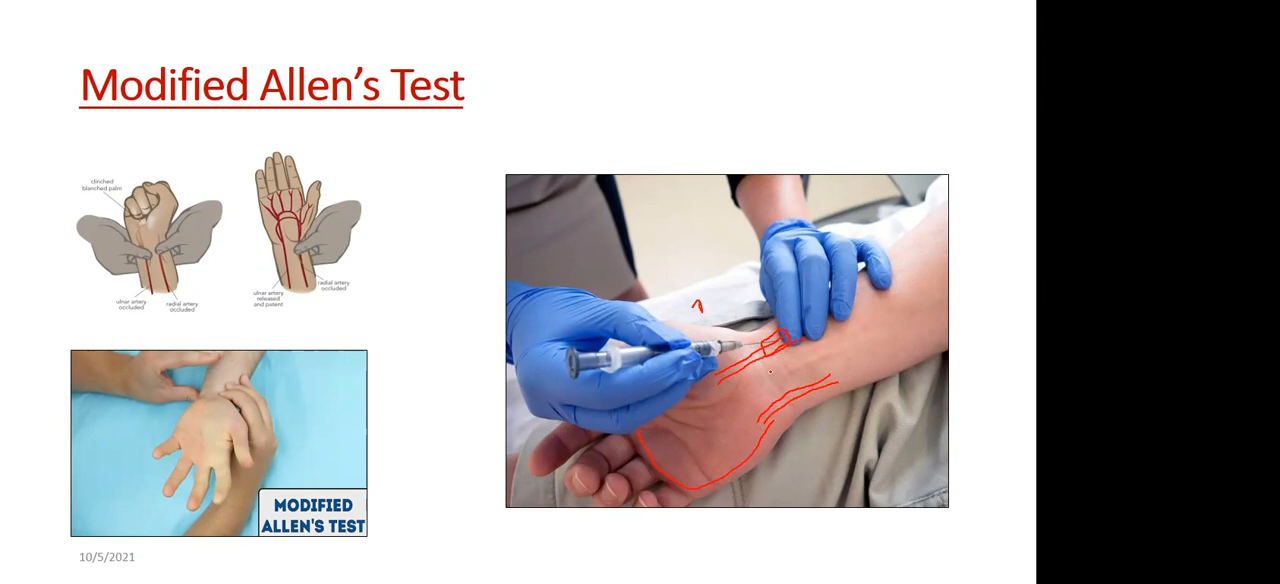 Modified Allen's Test
clinched
blanched palm
ulnar artery
occluded
radial artery
occluded
ulnar artery
released
and patent
radial artery
occluded
MODIFIED
ALLEN'S TEST
10/5/2021